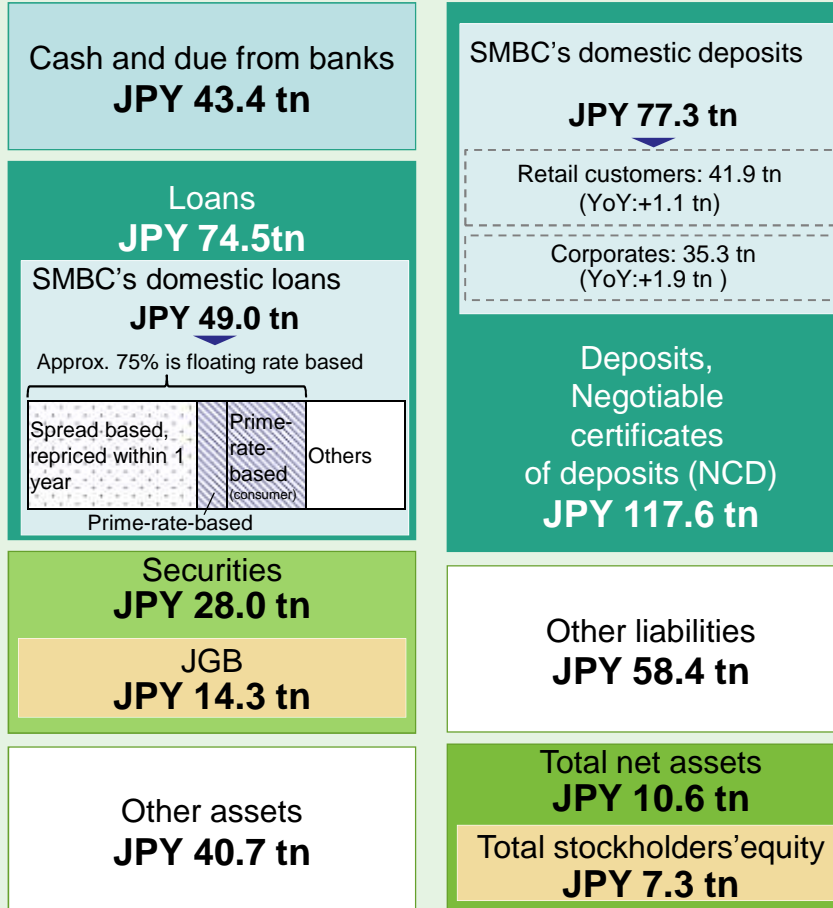 Cash and due from banks
JPY 43.4 tn
Loans
JPY 74.5tn
SMBC's domestic loans
JPY 49.0 tn
Approx. 75% is floating rate based
Spread based,
repriced within 1
year
Prime-
rate-
based
(consumer)
Others
Prime-rate-based
Securities
JPY 28.0 tn
JGB
JPY 14.3 tn
Other assets
JPY 40.7 tn
SMBC's domestic deposits
JPY 77.3 tn
Retail customers: 41.9 tn
(YoY:+1.1 tn)
Corporates: 35.3 tn
(YoY:+1.9 tn )
Deposits,
Negotiable
certificates
of deposits (NCD)
JPY 117.6 tn
Other liabilities
JPY 58.4 tn
Total net assets
JPY 10.6 tn
Total stockholders'equity
JPY 7.3 tn